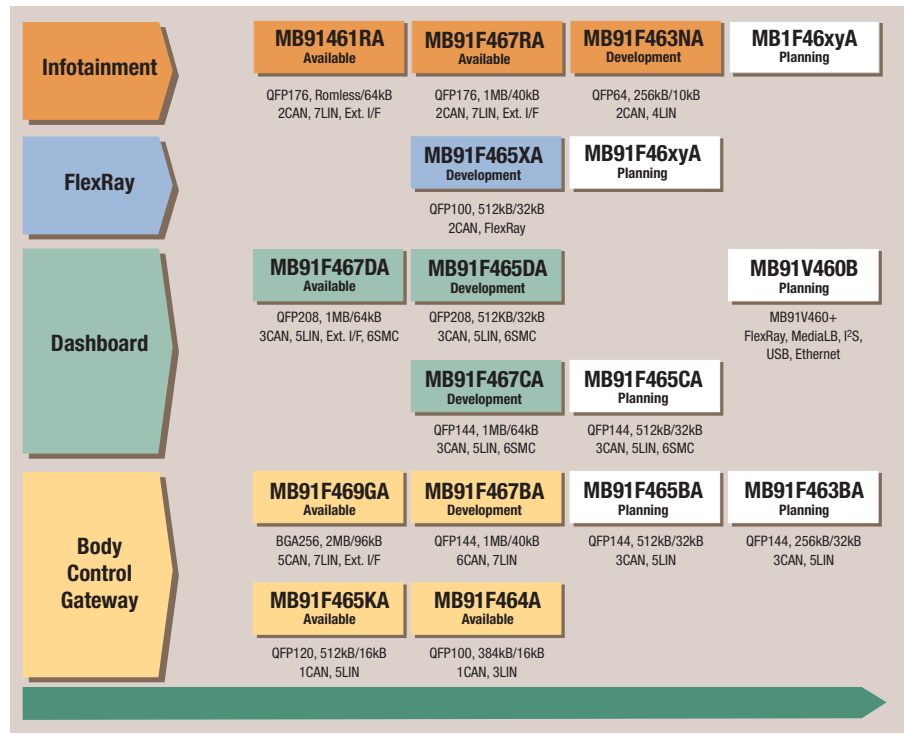 Infotainment
MB91461RA
Available
QFP176, Romless/64kB
2CAN, 7LIN, Ext. I/F
MB91F467RA
Available
QFP176, 1MB/40kB
2CAN, 7LIN, Ext. I/F
MB91F463NA
Development
QFP64, 256kB/10kB
2CAN, 4LIN
MB1F46xyA
Planning
FlexRay
MB91F465XA
Development
QFP100, 512kB/32kB
2CAN, FlexRay
MB91F46xyA
Planning
Dashboard
MB91F467DA
Available
QFP208, 1MB/64kB
3CAN, 5LIN, Ext. I/F, 6SMC
MB91F465DA
Development
QFP208, 512KB/32kB
3CAN, 5LIN, 6SMC
MB91V460B
Planning
MB91V460+
FlexRay, MediaLB, I²S,
USB, Ethernet
MB91F467CA
Development
QFP144, 1MB/64kB
3CAN, 5LIN, 6SMC
MB91F465CA
Planning
QFP144, 512kB/32kB
3CAN, 5LIN, 6SMC
Body
Control
Gateway
MB91F469GA
Available
BGA256, 2MB/96kB
5CAN, 7LIN, Ext. I/F
MB91F467BA
Development
QFP144, 1MB/40kB
6CAN, 7LIN
MB91F465BA
Planning
QFP144, 512kB/32kB
3CAN, 5LIN
MB91F463BA
Planning
QFP144, 256kB/32kB
3CAN, 5LIN
MB91F465KA
Available
QFP120, 512kB/16kB
1CAN, 5LIN
MB91F464A
Available
QFP100, 384kB/16kB
1CAN, 3LIN